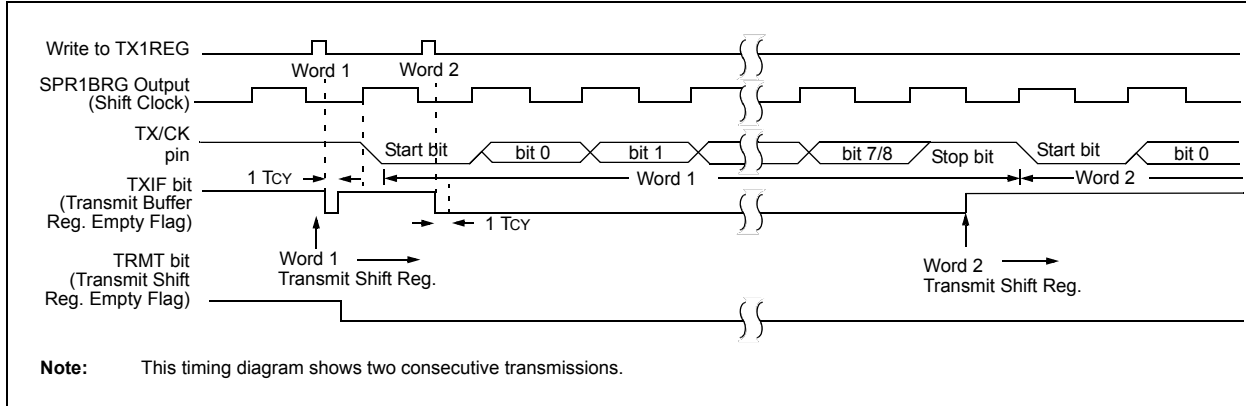 Write to TX1REG
Word 1 Word 2
SPR1BRG Output
(Shift Clock)
TX/CK
pin
Start bit bit 0 bit 1 bit 7/8 Stop bit Start bit bit 0
1 TCY Word 1 Word 2
TXIF bit
(Transmit Buffer
Reg. Empty Flag)
1 TCY
Word 1
Transmit Shift Reg.
Word 2
Transmit Shift Reg.
TRMT bit
(Transmit Shift
Reg. Empty Flag)
Note: This timing diagram shows two consecutive transmissions.